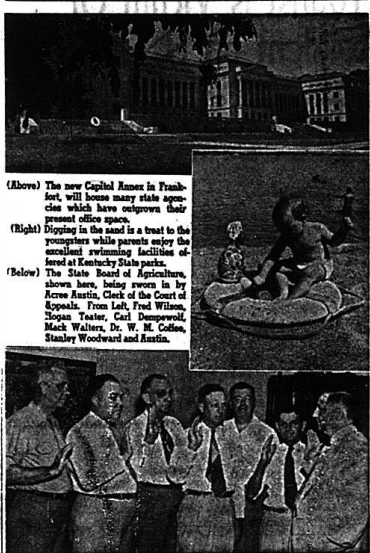 (Above) The new Capitol Annex in Frank-
fort, will house many state agen-
cies which have outgrown their
present office space.
(Right) Digging in the sand is a treat to the
youngsters while parents enjoy the
excellent swimming facilities of-
fered at Kentucky State parks.
(Below) The State Board of Agriculture,
shown here, being sworn in by
Acree Austin, Clerk of the Court of
Appeals. From Left, Fred Wilson,
Hogan Teater, Carl Dempewolf,
Mack Walters, Dr. W. M. Coffee,
Stanley Woodward and Austin.